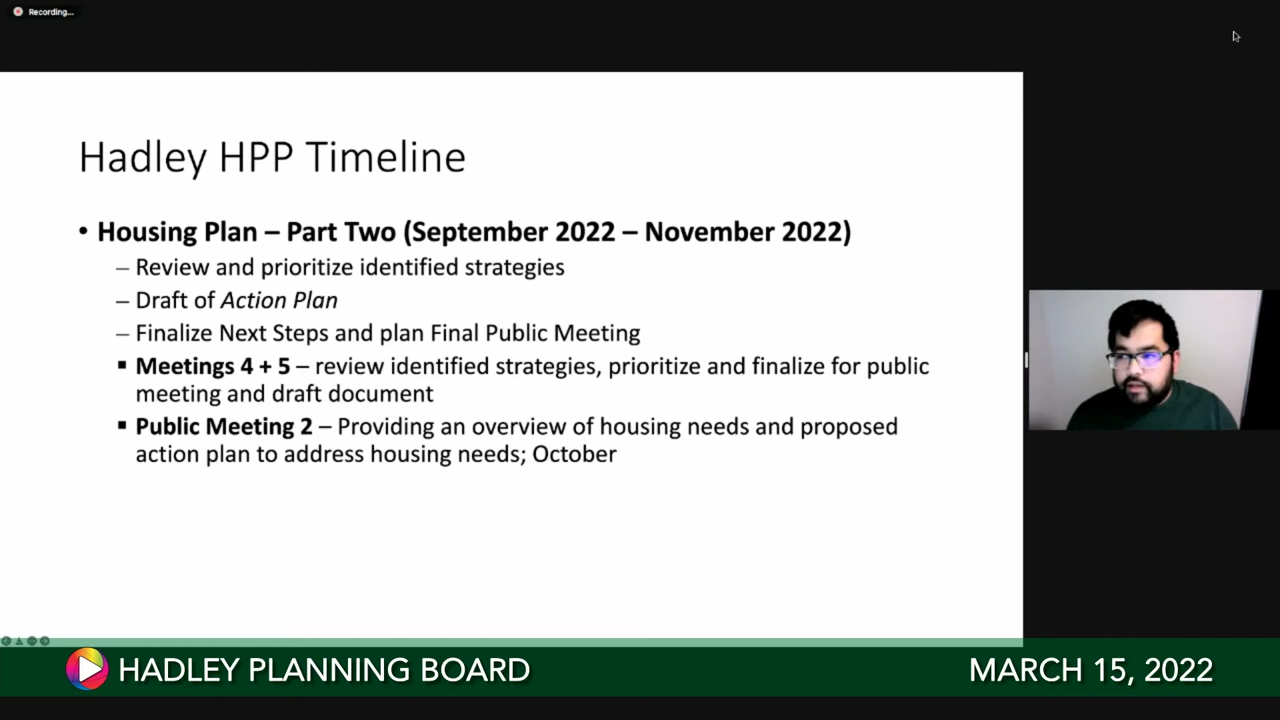 Recording...
Hadley HPP Timeline
• Housing Plan – Part Two (September 2022 – November 2022)
– Review and prioritize identified strategies
– Draft of Action Plan
– Finalize Next Steps and plan Final Public Meeting
▪ Meetings 4 + 5 – review identified strategies, prioritize and finalize for public
meeting and draft document
▪ Public Meeting 2 – Providing an overview of housing needs and proposed
action plan to address housing needs; October
HADLEY PLANNING BOARD
MARCH 15, 2022